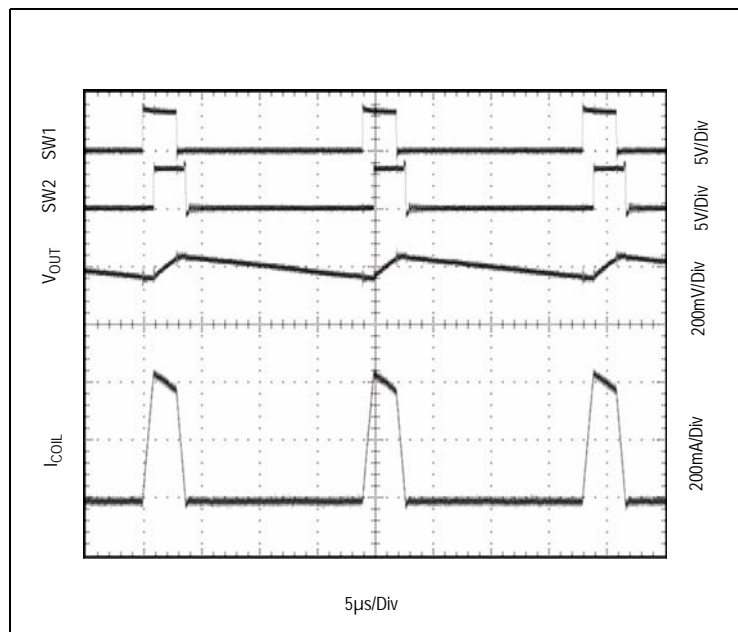 SW1
5V/Div
SW2
5V/Div
VOUT
200mV/Div
ICOIL
200mA/Div
5µs/Div